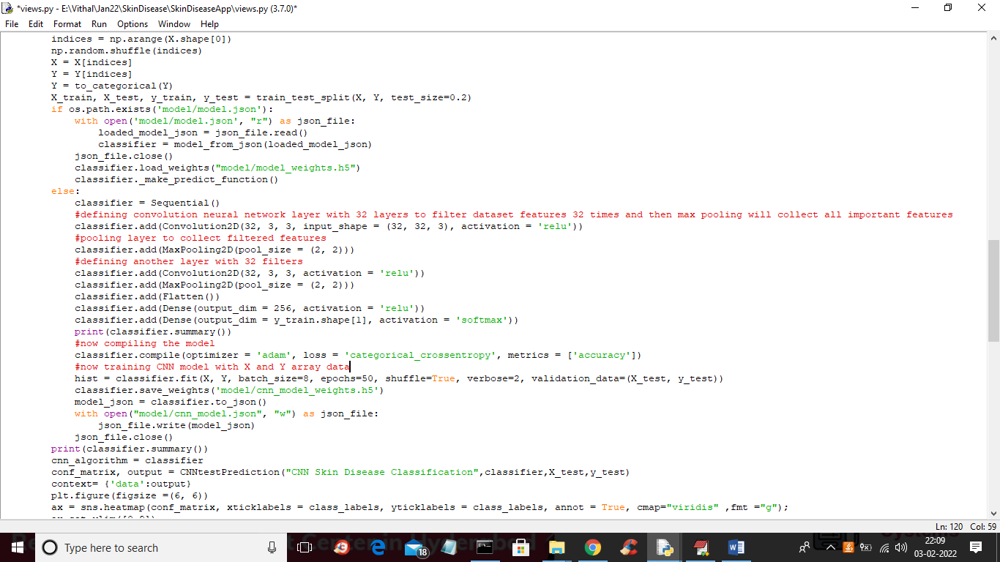 *views.py - E:\Vithal\Jan22\SkinDisease\SkinDiseaseApp\views.py (3.7.0)*
File Edit Format Run Options Window Help
indices = np.arange(X.shape[0])
np.random.shuffle(indices)
X = X[indices]
Y = Y[indices]
Y = to_categorical(Y)
X_train, X_test, y_train, y_test = train_test_split(X, Y, test_size=0.2)
if os.path.exists('model/model.json'):
with open('model/model.json', "r") as json_file:
loaded_model_json = json_file.read()
classifier = model_from_json(loaded_model_json)
json_file.close()
classifier.load_weights("model/model_weights.h5")
classifier._make_predict_function()
else:
classifier = Sequential()
#defining convolution neural network layer with 32 layers to filter dataset features 32 times and then max pooling will collect all important features
classifier.add(Convolution2D(32, 3, 3, input_shape = (32, 32, 3), activation = 'relu'))
#pooling layer to collect filtered features
classifier.add(MaxPooling2D(pool_size = (2, 2)))
#defining another layer with 32 filters
classifier.add(Convolution2D(32, 3, 3, activation = 'relu'))
classifier.add(MaxPooling2D(pool_size = (2, 2)))
classifier.add(Flatten())
classifier.add(Dense(output_dim = 256, activation = 'relu'))
classifier.add(Dense(output_dim = y_train.shape[1], activation = 'softmax'))
print(classifier.summary())
#now compiling the model
classifier.compile(optimizer = 'adam', loss = 'categorical_crossentropy', metrics = ['accuracy'])
#now training CNN model with X and Y array data
hist = classifier.fit(X, Y, batch_size=8, epochs=50, shuffle=True, verbose=2, validation_data=(X_test, y_test))
classifier.save_weights('model/cnn_model_weights.h5')
model_json = classifier.to_json()
with open("model/cnn_model.json", "w") as json_file:
json_file.write(model_json)
json_file.close()
print(classifier.summary())
cnn_algorithm = classifier
conf_matrix, output = CNNtestPrediction("CNN Skin Disease Classification",classifier,X_test,y_test)
context= {'data':output}
plt.figure(figsize =(6, 6))
ax = sns.heatmap(conf_matrix, xticklabels = class_labels, yticklabels = class_labels, annot = True, cmap="viridis" ,fmt ="g");
Ln: 120 Col: 59
Type here to search
18
22:09
03-02-2022